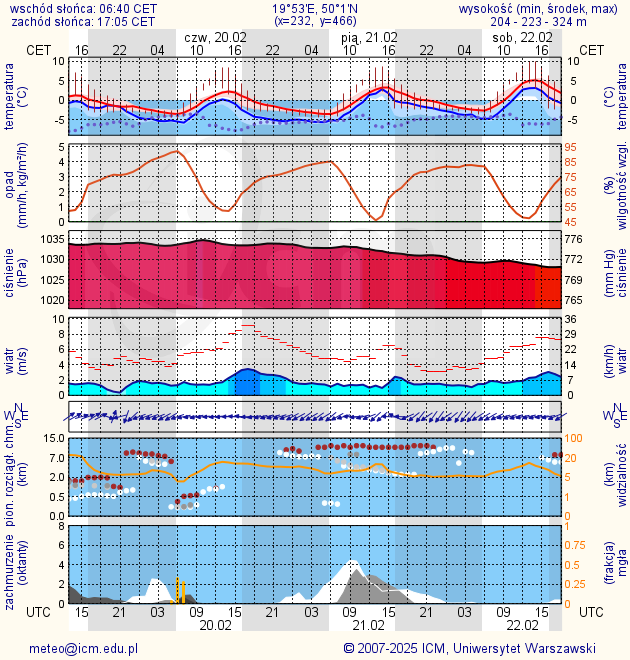 wschód słońca: 06:40 CET 19°53'E, 50°1'N wysokość (min, środek, max)
zachód słońca: 17:05 CET (x=232, y=466) 204 - 223 - 324 m
czw, 20.02 pią, 21.02 sob, 22.02
CET 16 22 04 10 16 22 04 10 16 22 04 10 16 CET
temperatura (°C) 10 5 0 -5 10 5 0 -5 temperatura (°C)
opad (mm/h, kg/m²/h) 5 4 3 2 1 0 95 85 75 65 55 45 (%) wilgotność wzgl.
ciśnienie (hPa) 1035 1030 1025 1020 776 772 769 765 (mm Hg) ciśnienie
wiatr (m/s) 10 8 6 4 2 0 36 29 22 14 7 0 (km/h) wiatr
N W E S N W E S
pion. rozciągł. chm. (km) 15.0 7.0 2.0 0.5 0.0 100 20 5 1 0 (km) widzialność
zachmurzenie (oktanty) 8 6 4 2 0 1 0.75 0.5 0.25 0 (frakcja) mgła
UTC 15 21 03 09 15 21 03 09 15 21 03 09 15 UTC
20.02 21.02 22.02
meteo@icm.edu.pl © 2007-2025 ICM, Uniwersytet Warszawski